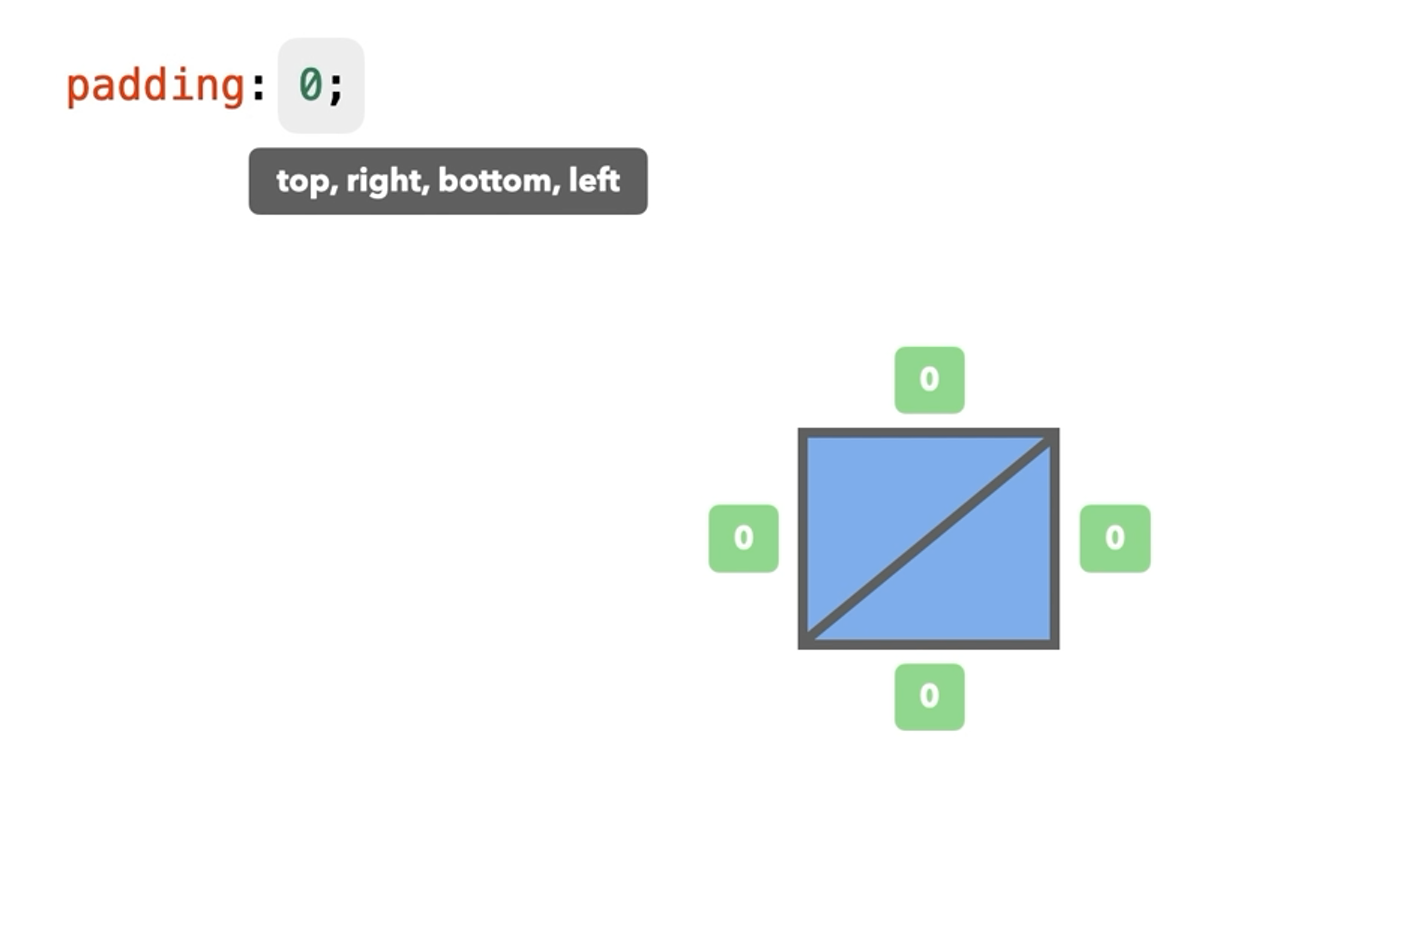 padding: 0;
top, right, bottom, left
0
0 0
0